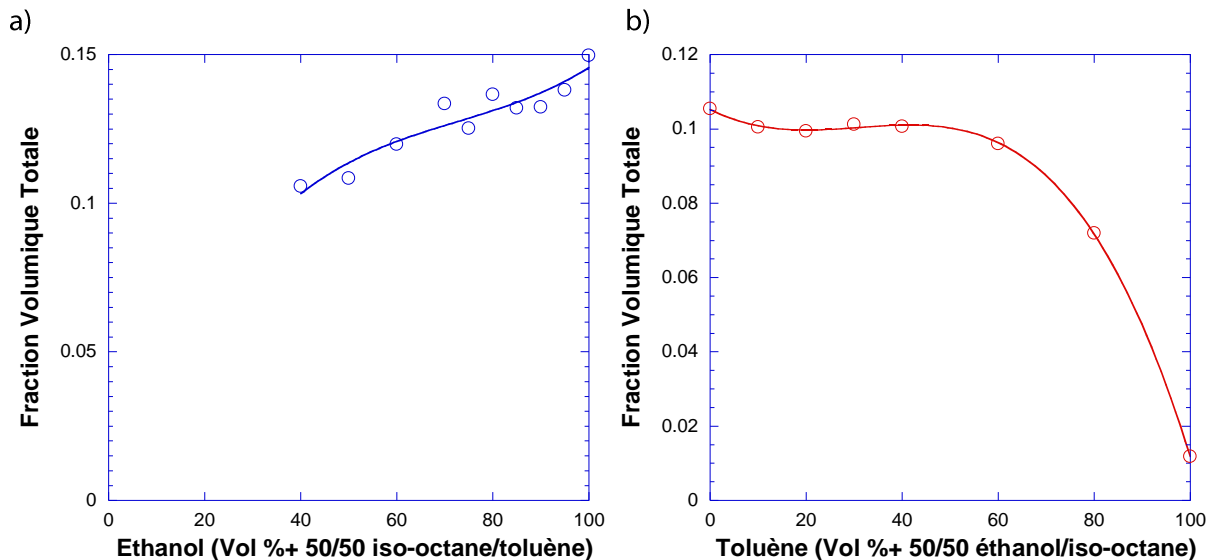 a)
Fraction Volumique Totale
0.15
0.1
0.05
0
0 20 40 60 80 100
Ethanol (Vol %+ 50/50 iso-octane/toluène)
b)
Fraction Volumique Totale
0.12
0.1
0.08
0.06
0.04
0.02
0
0 20 40 60 80 100
Toluène (Vol %+ 50/50 éthanol/iso-octane)